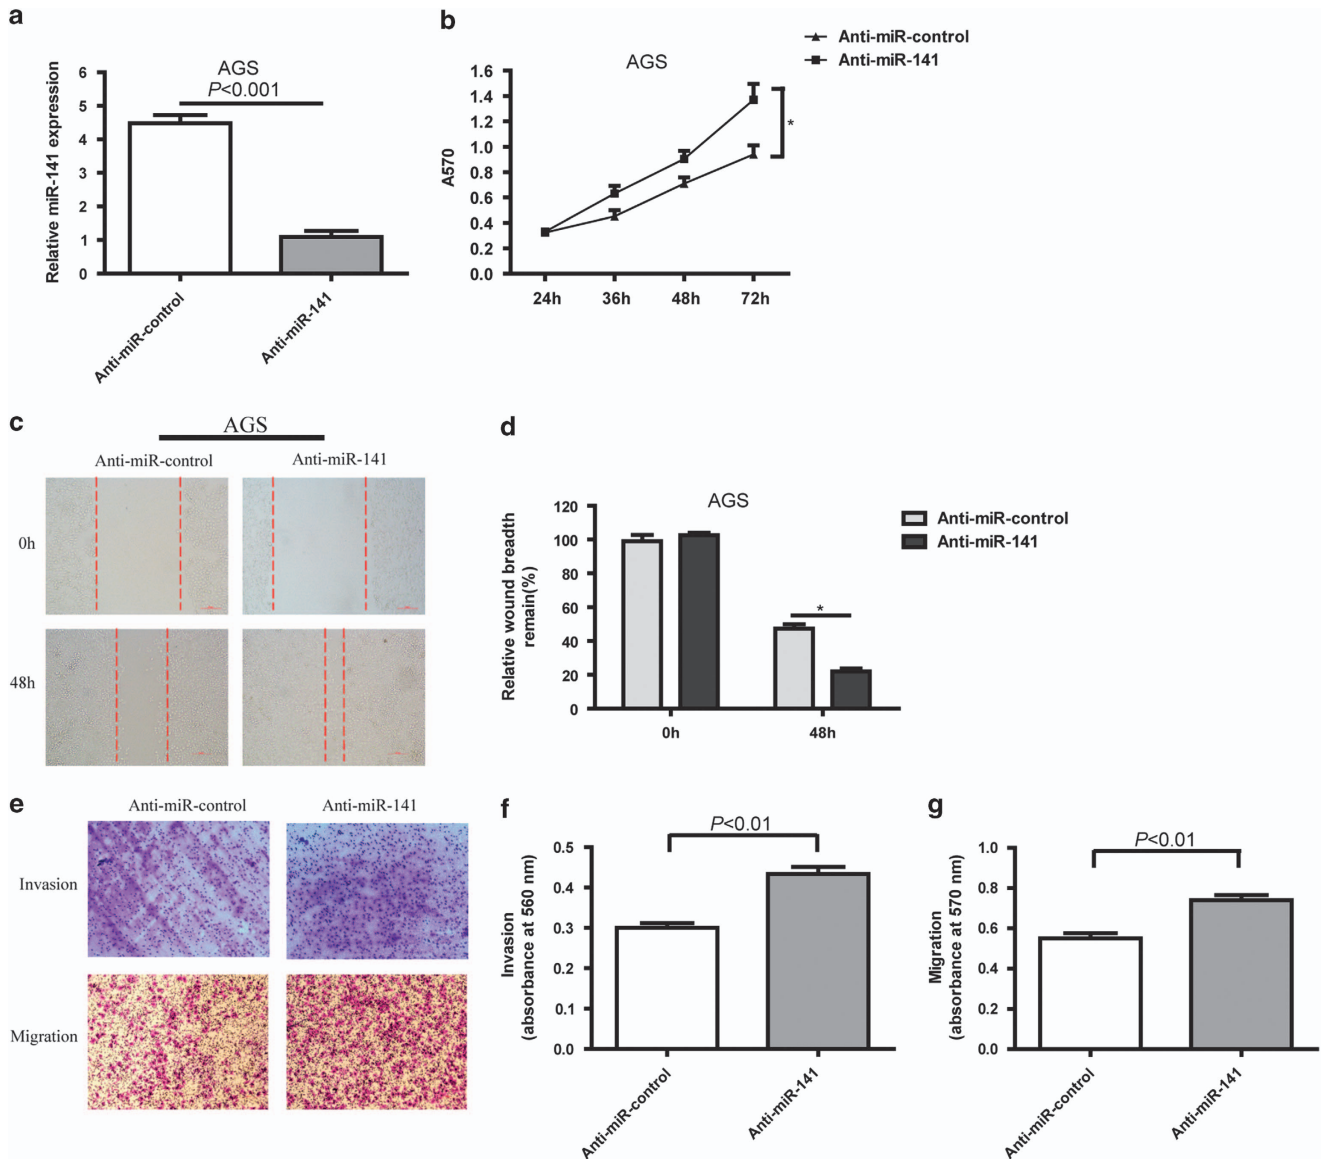 a
AGS
P<0.001
Relative miR-141 expression
6
5
4
3
2
1
0
Anti-miR-control
Anti-miR-141
b
AGS
Anti-miR-control
Anti-miR-141
A570
1.6
1.4
1.2
1.0
0.8
0.6
0.4
0.2
0.0
*
24h
36h
48h
72h
c
AGS
Anti-miR-control
Anti-miR-141
0h
48h
d
AGS
Anti-miR-control
Anti-miR-141
Relative wound breadth
remain(%)
120
100
80
60
40
20
0
*
0h
48h
e
Anti-miR-control
Anti-miR-141
Invasion
Migration
f
P<0.01
Invasion
(absorbance at 560 nm)
0.5
0.4
0.3
0.2
0.1
0.0
Anti-miR-control
Anti-miR-141
g
P<0.01
Migration
(absorbance at 570 nm)
1.0
0.8
0.6
0.4
0.2
0.0
Anti-miR-control
Anti-miR-141